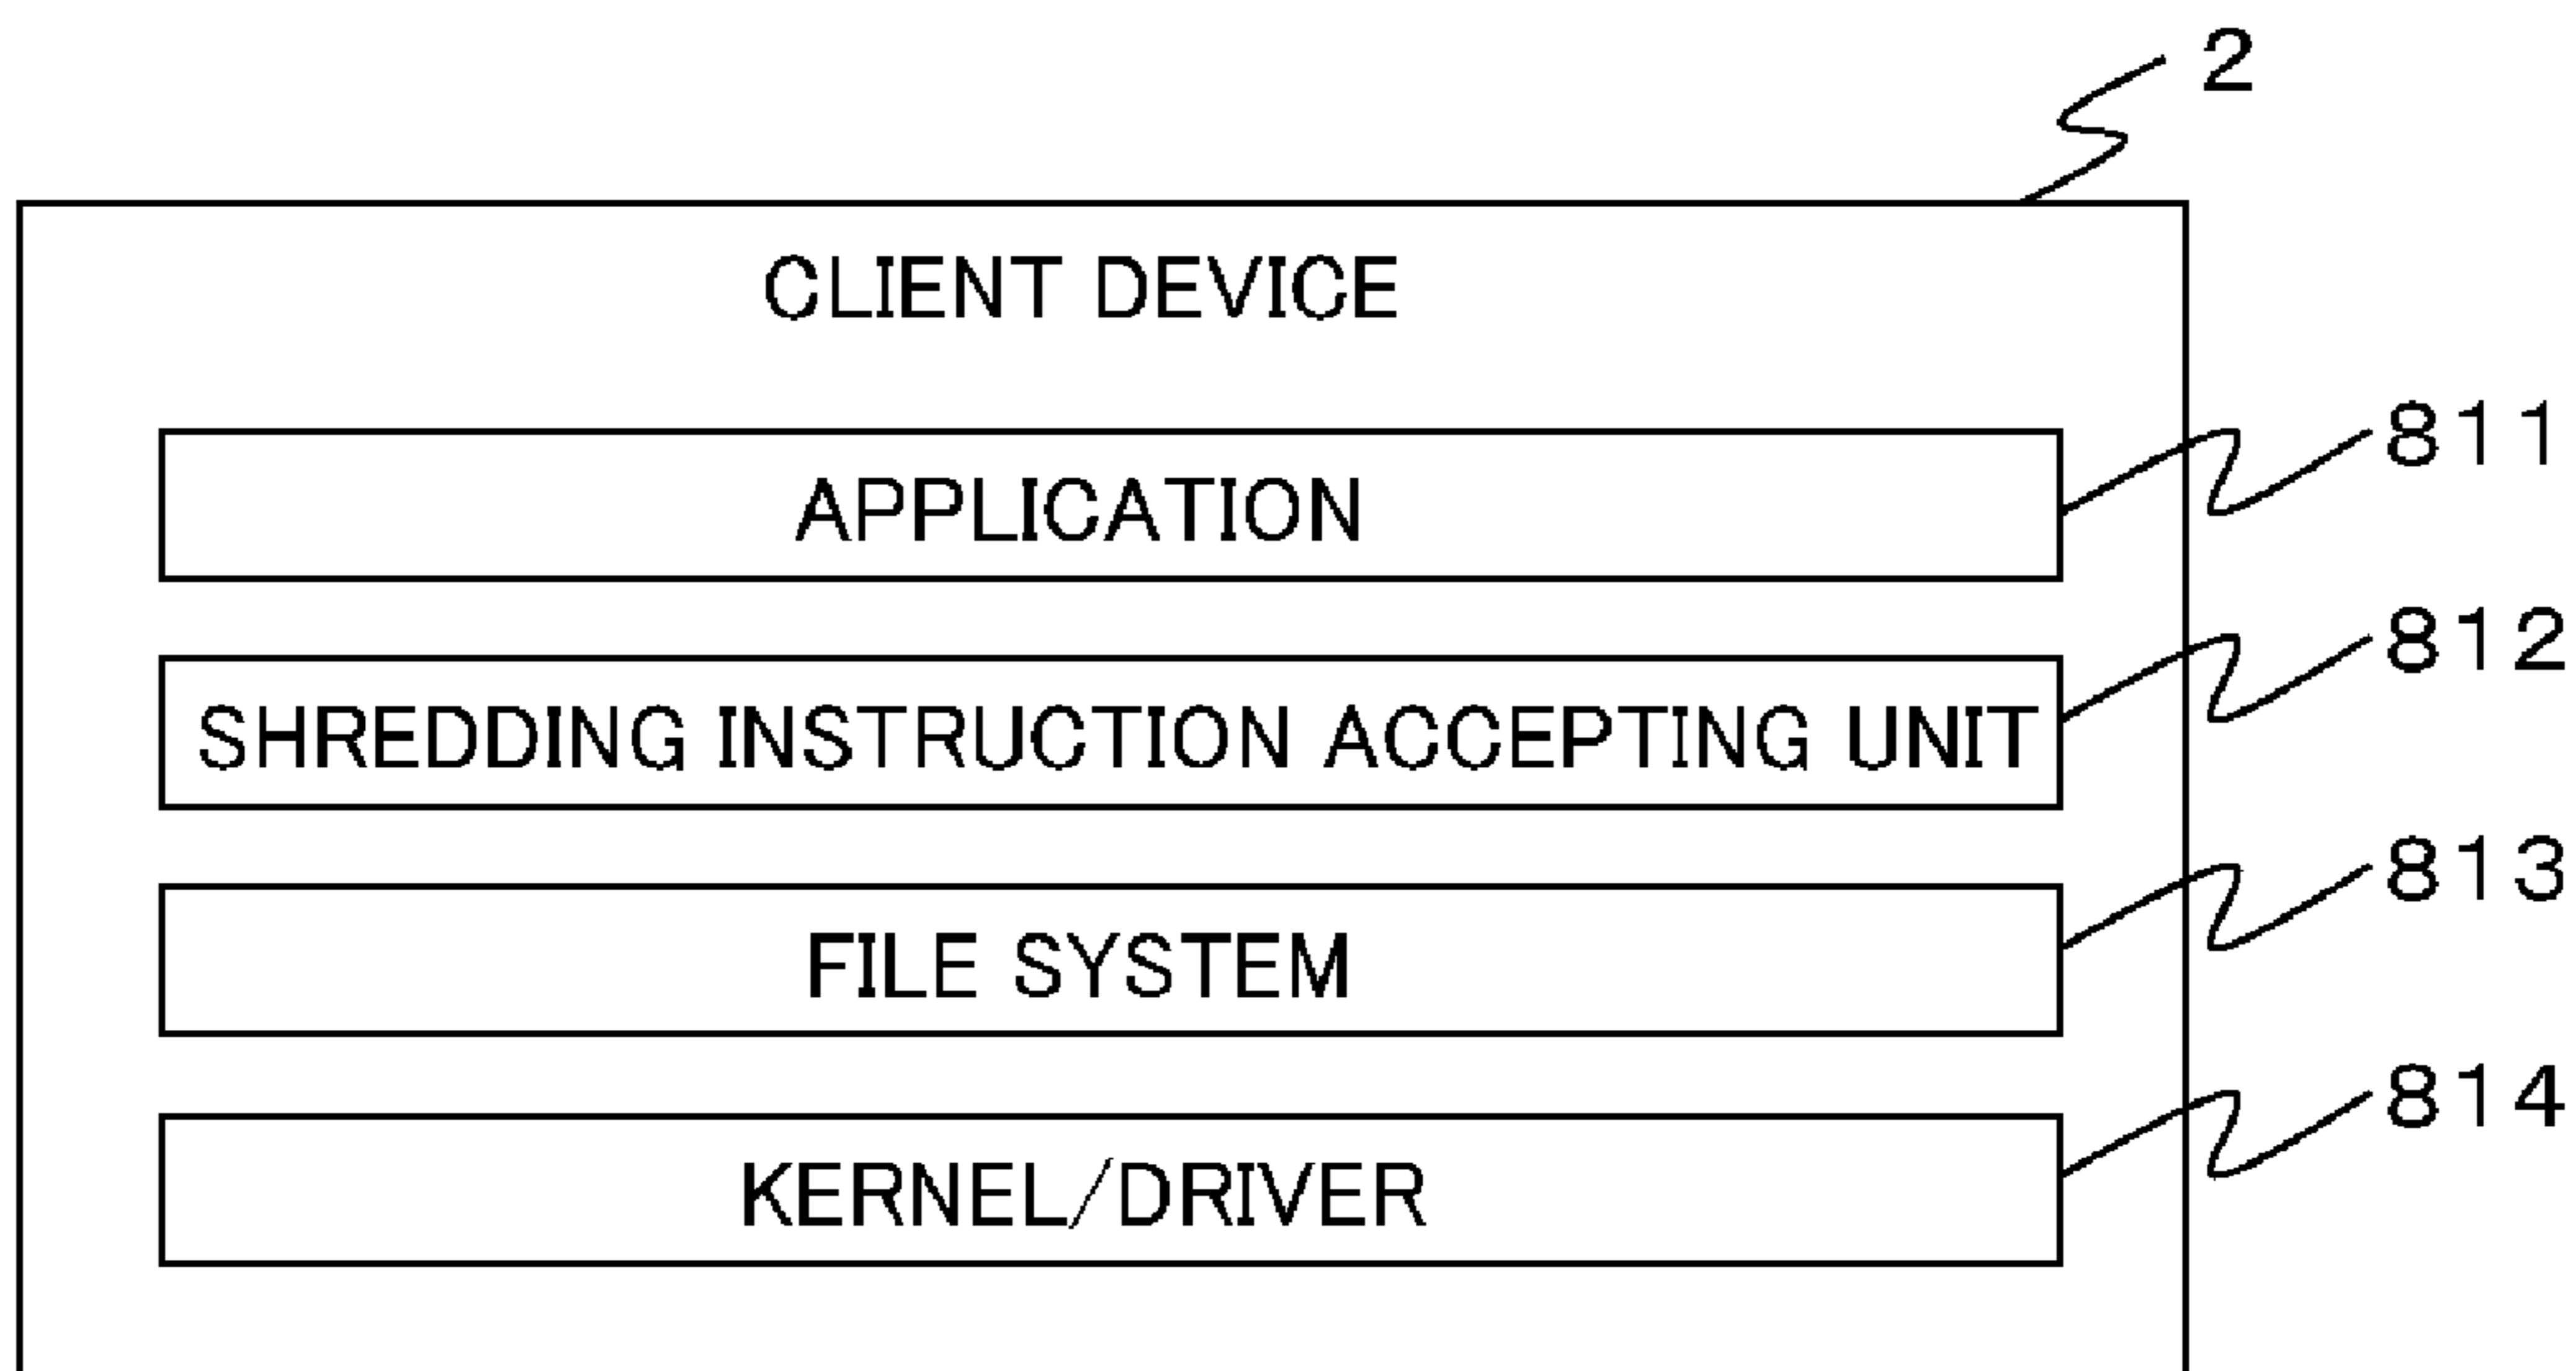 2
CLIENT DEVICE
APPLICATION
811
SHREDDING INSTRUCTION ACCEPTING UNIT
812
FILE SYSTEM
813
KERNEL/DRIVER
814